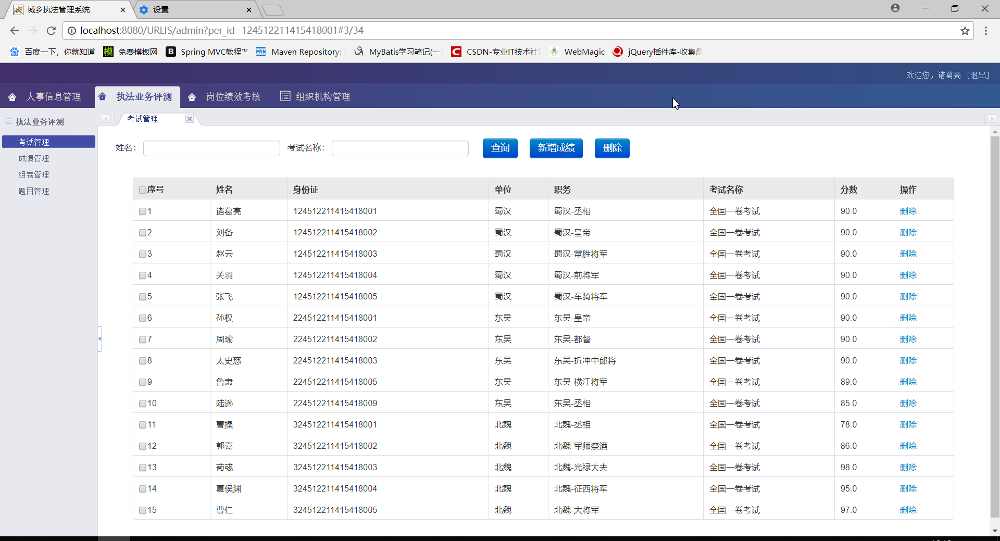 城乡执法管理系统 设置
localhost:8080/URLIS/admin?per_id=124512211415418001#3/34
百度一下，你就知道 免费模板网 Spring MVC教程™ Maven Repository: MyBatis学习笔记(一) CSDN-专业IT技术社 WebMagic jQuery插件库-收集最
欢迎您，诸葛亮 [退出]
人事信息管理 执法业务评测 岗位绩效考核 组织机构管理
执法业务评测 考试管理
考试管理
成绩管理
组卷管理
题目管理
姓名： 考试名称： 查询 新增成绩 删除
序号 姓名 身份证 单位 职务 考试名称 分数 操作
1 诸葛亮 124512211415418001 蜀汉 蜀汉-丞相 全国一卷考试 90.0 删除
2 刘备 124512211415418002 蜀汉 蜀汉-皇帝 全国一卷考试 90.0 删除
3 赵云 124512211415418003 蜀汉 蜀汉-常胜将军 全国一卷考试 90.0 删除
4 关羽 124512211415418004 蜀汉 蜀汉-前将军 全国一卷考试 90.0 删除
5 张飞 124512211415418005 蜀汉 蜀汉-车骑将军 全国一卷考试 90.0 删除
6 孙权 224512211415418001 东吴 东吴-皇帝 全国一卷考试 90.0 删除
7 周瑜 224512211415418002 东吴 东吴-都督 全国一卷考试 90.0 删除
8 太史慈 224512211415418003 东吴 东吴-折冲中郎将 全国一卷考试 90.0 删除
9 鲁肃 224512211415418005 东吴 东吴-横江将军 全国一卷考试 89.0 删除
10 陆逊 224512211415418009 东吴 东吴-丞相 全国一卷考试 85.0 删除
11 曹操 324512211415418001 北魏 北魏-丞相 全国一卷考试 78.0 删除
12 郭嘉 324512211415418002 北魏 北魏-军师祭酒 全国一卷考试 86.0 删除
13 荀彧 324512211415418003 北魏 北魏-光禄大夫 全国一卷考试 98.0 删除
14 夏侯渊 324512211415418004 北魏 北魏-征西将军 全国一卷考试 95.0 删除
15 曹仁 324512211415418005 北魏 北魏-大将军 全国一卷考试 97.0 删除